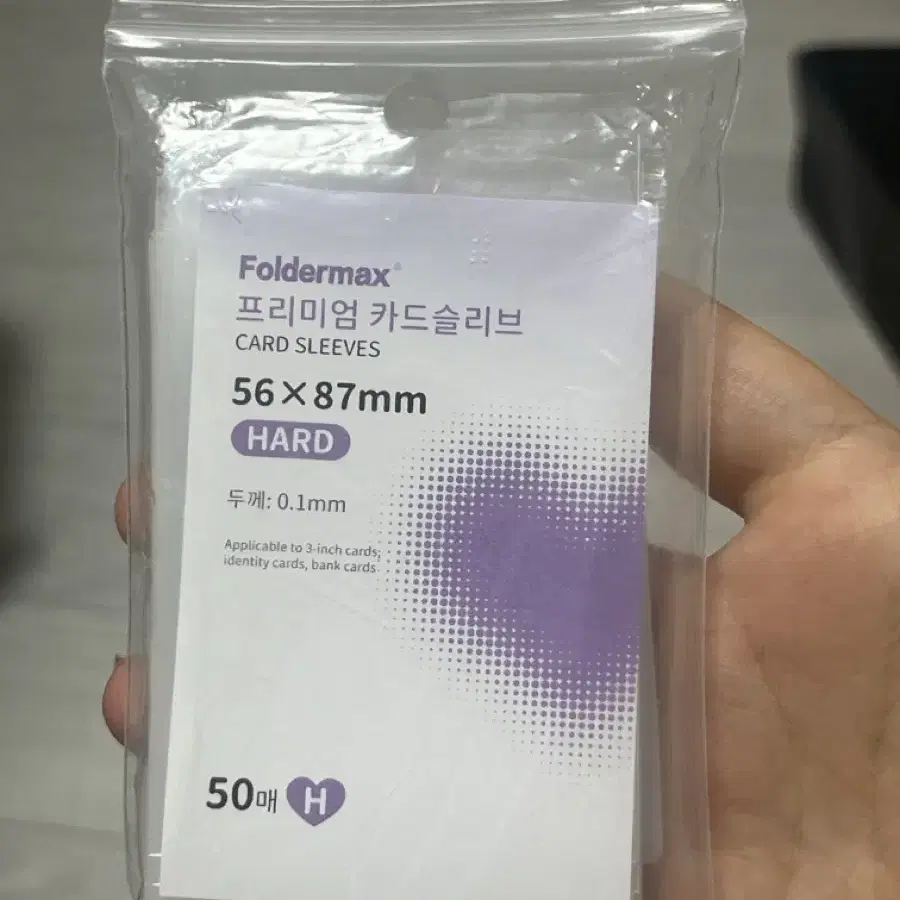 Foldermax®
프리미엄 카드슬리브
CARD SLEEVES
56×87mm
HARD
두께: 0.1mm
Applicable to 3-inch cards,
identity cards, bank cards
50매 H